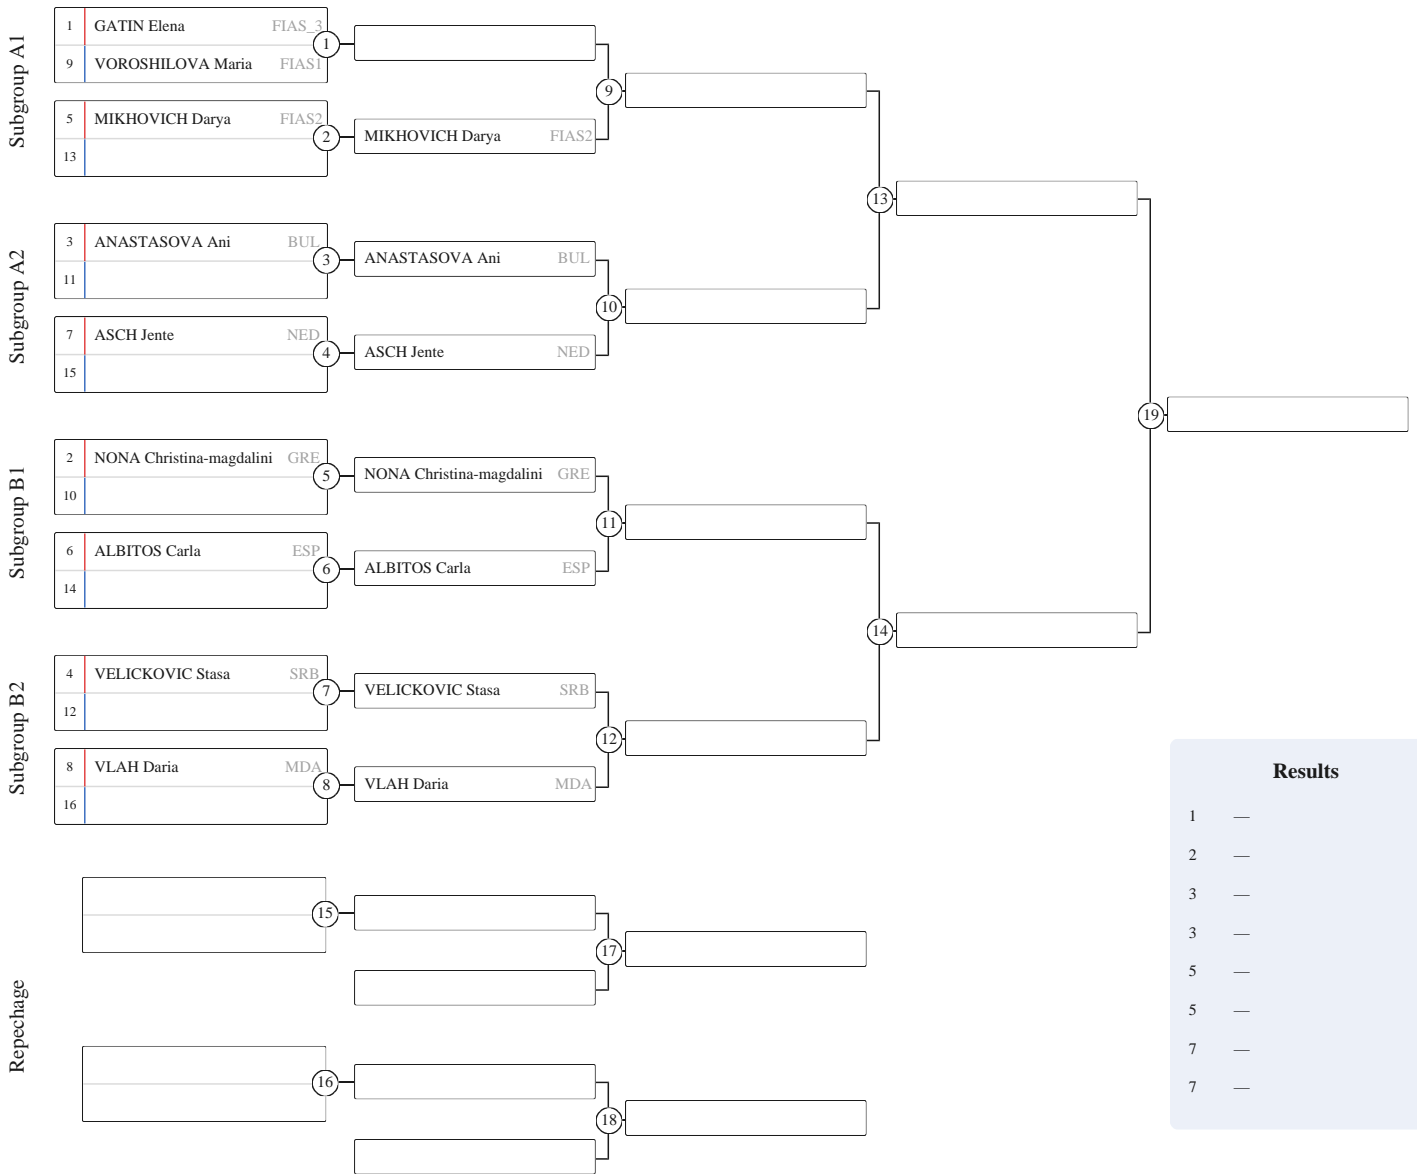 Subgroup A1
1 GATIN Elena FIAS_3
9 VOROSHILOVA Maria FIAS1
1
5 MIKHOVICH Darya FIAS2
13
2
MIKHOVICH Darya FIAS2
9
Subgroup A2
3 ANASTASOVA Ani BUL
11
3
ANASTASOVA Ani BUL
7 ASCH Jente NED
15
4
ASCH Jente NED
10
13
Subgroup B1
2 NONA Christina-magdalini GRE
10
5
NONA Christina-magdalini GRE
6 ALBITOS Carla ESP
14
6
ALBITOS Carla ESP
11
Subgroup B2
4 VELICKOVIC Stasa SRB
12
7
VELICKOVIC Stasa SRB
8 VLAH Daria MDA
16
8
VLAH Daria MDA
12
14
19
Repechage
15
17
16
18
Results
1 —
2 —
3 —
3 —
5 —
5 —
7 —
7 —